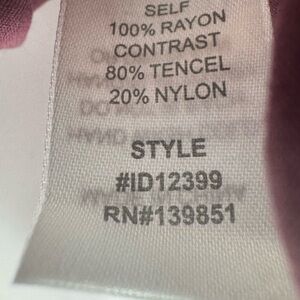 SELF
100% RAYON
CONTRAST
80% TENCEL
20% NYLON
STYLE
#ID12399
RN#139851